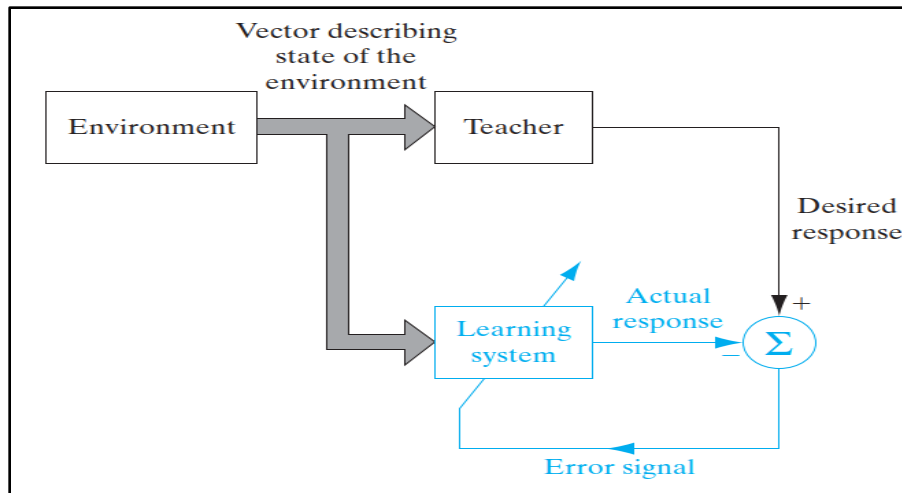 Vector describing
state of the
environment
Environment
Teacher
Desired
response
+
Learning
system
Actual
response
−
Σ
Error signal